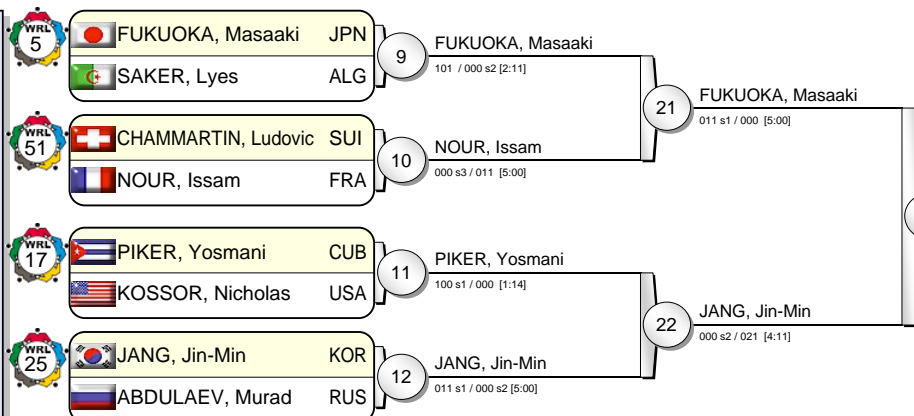 WRL
5
FUKUOKA, Masaaki JPN
SAKER, Lyes ALG
9
FUKUOKA, Masaaki
101 / 000 s2 [2:11]
WRL
51
CHAMMARTIN, Ludovic SUI
NOUR, Issam FRA
10
NOUR, Issam
000 s3 / 011 [5:00]
21
FUKUOKA, Masaaki
011 s1 / 000 [5:00]
WRL
17
PIKER, Yosmani CUB
KOSSOR, Nicholas USA
11
PIKER, Yosmani
100 s1 / 000 [1:14]
WRL
25
JANG, Jin-Min KOR
ABDULAEV, Murad RUS
12
JANG, Jin-Min
011 s1 / 000 s2 [5:00]
22
JANG, Jin-Min
000 s2 / 021 [4:11]